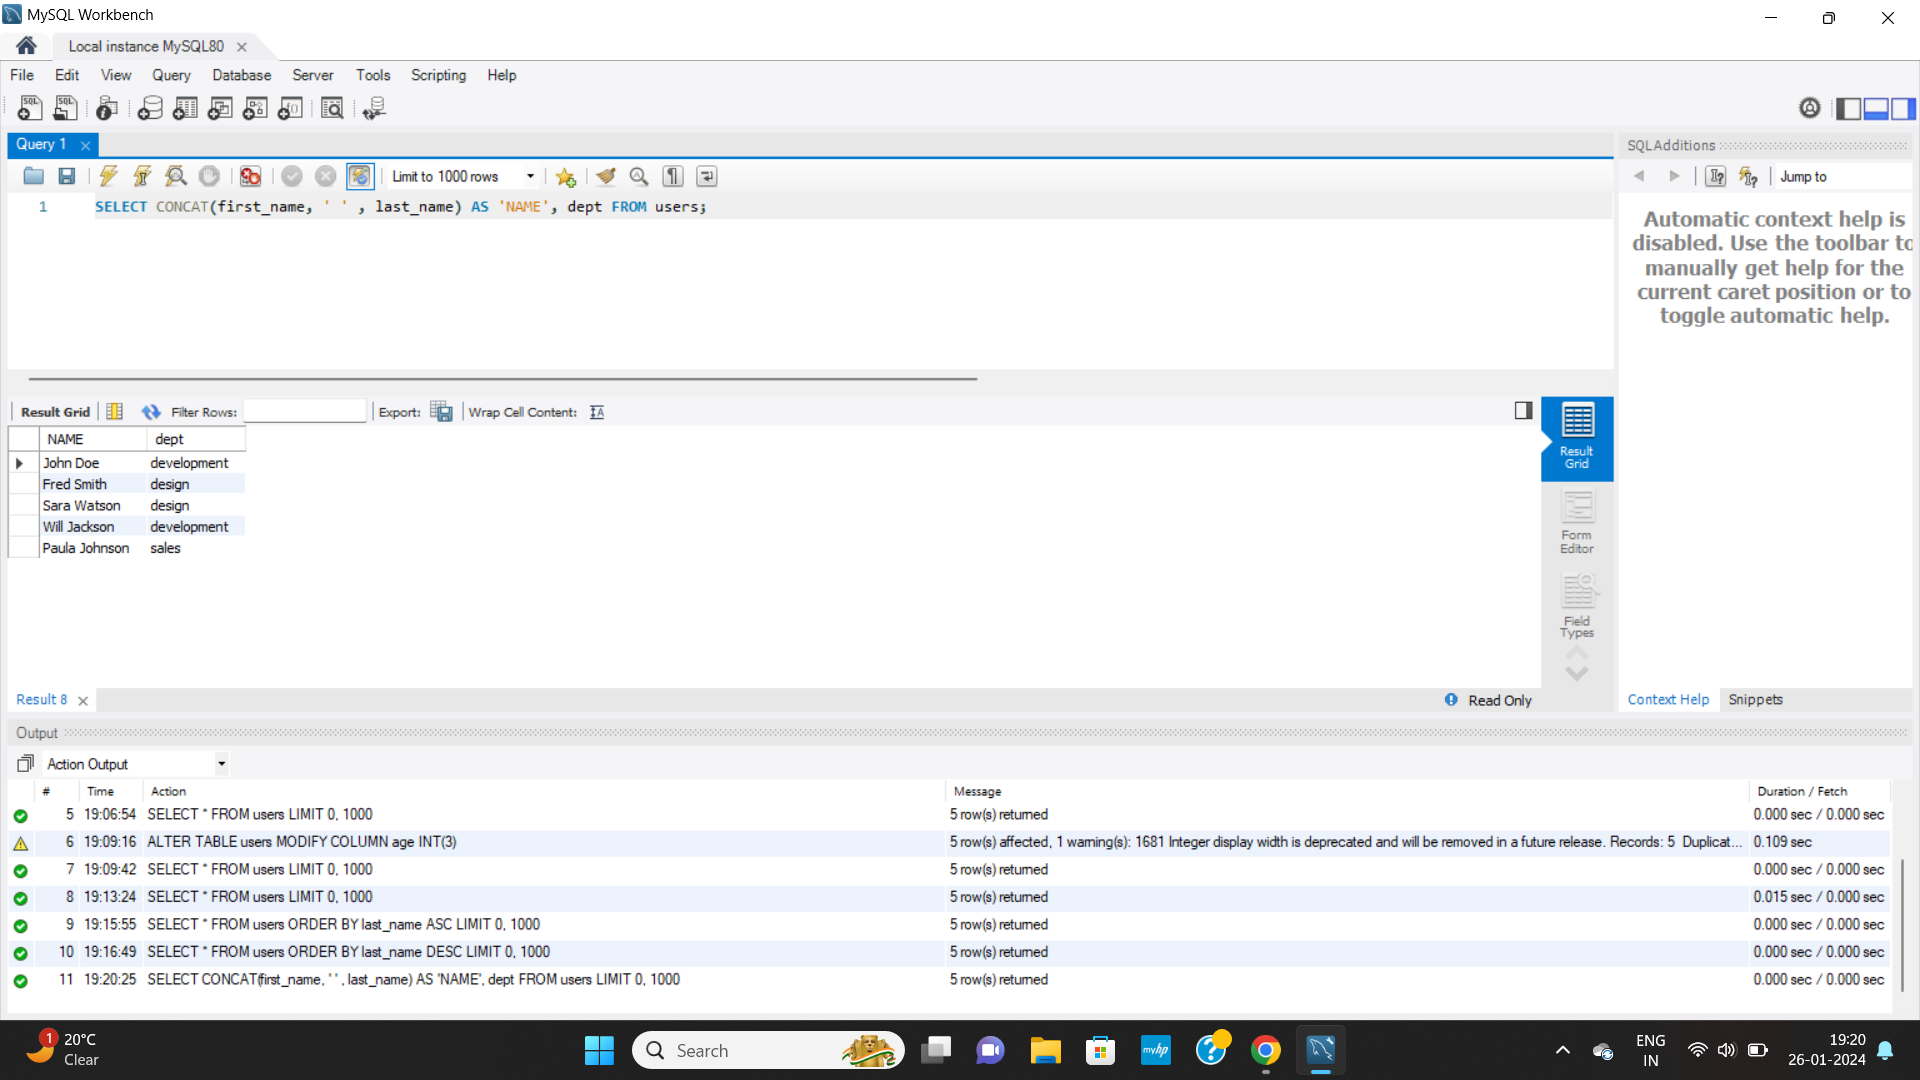 MySQL Workbench
Local instance MySQL80
File Edit View Query Database Server Tools Scripting Help
Query 1
Limit to 1000 rows
1 SELECT CONCAT(first_name, ' ' , last_name) AS 'NAME', dept FROM users;
Result Grid Filter Rows: Export: Wrap Cell Content:
NAME dept
John Doe development
Fred Smith design
Sara Watson design
Will Jackson development
Paula Johnson sales
Result
Grid
Form
Editor
Field
Types
Result 8
Read Only
SQLAdditions
Jump to
Automatic context help is
disabled. Use the toolbar to
manually get help for the
current caret position or to
toggle automatic help.
Context Help Snippets
Output
Action Output
# Time Action Message Duration / Fetch
5 19:06:54 SELECT * FROM users LIMIT 0, 1000 5 row(s) returned 0.000 sec / 0.000 sec
6 19:09:16 ALTER TABLE users MODIFY COLUMN age INT(3) 5 row(s) affected, 1 warning(s): 1681 Integer display width is deprecated and will be removed in a future release. Records: 5 Duplicat... 0.109 sec
7 19:09:42 SELECT * FROM users LIMIT 0, 1000 5 row(s) returned 0.000 sec / 0.000 sec
8 19:13:24 SELECT * FROM users LIMIT 0, 1000 5 row(s) returned 0.015 sec / 0.000 sec
9 19:15:55 SELECT * FROM users ORDER BY last_name ASC LIMIT 0, 1000 5 row(s) returned 0.000 sec / 0.000 sec
10 19:16:49 SELECT * FROM users ORDER BY last_name DESC LIMIT 0, 1000 5 row(s) returned 0.000 sec / 0.000 sec
11 19:20:25 SELECT CONCAT(first_name, ' ' , last_name) AS 'NAME', dept FROM users LIMIT 0, 1000 5 row(s) returned 0.000 sec / 0.000 sec
1
20°C
Clear
Search
myhp
ENG
IN
19:20
26-01-2024